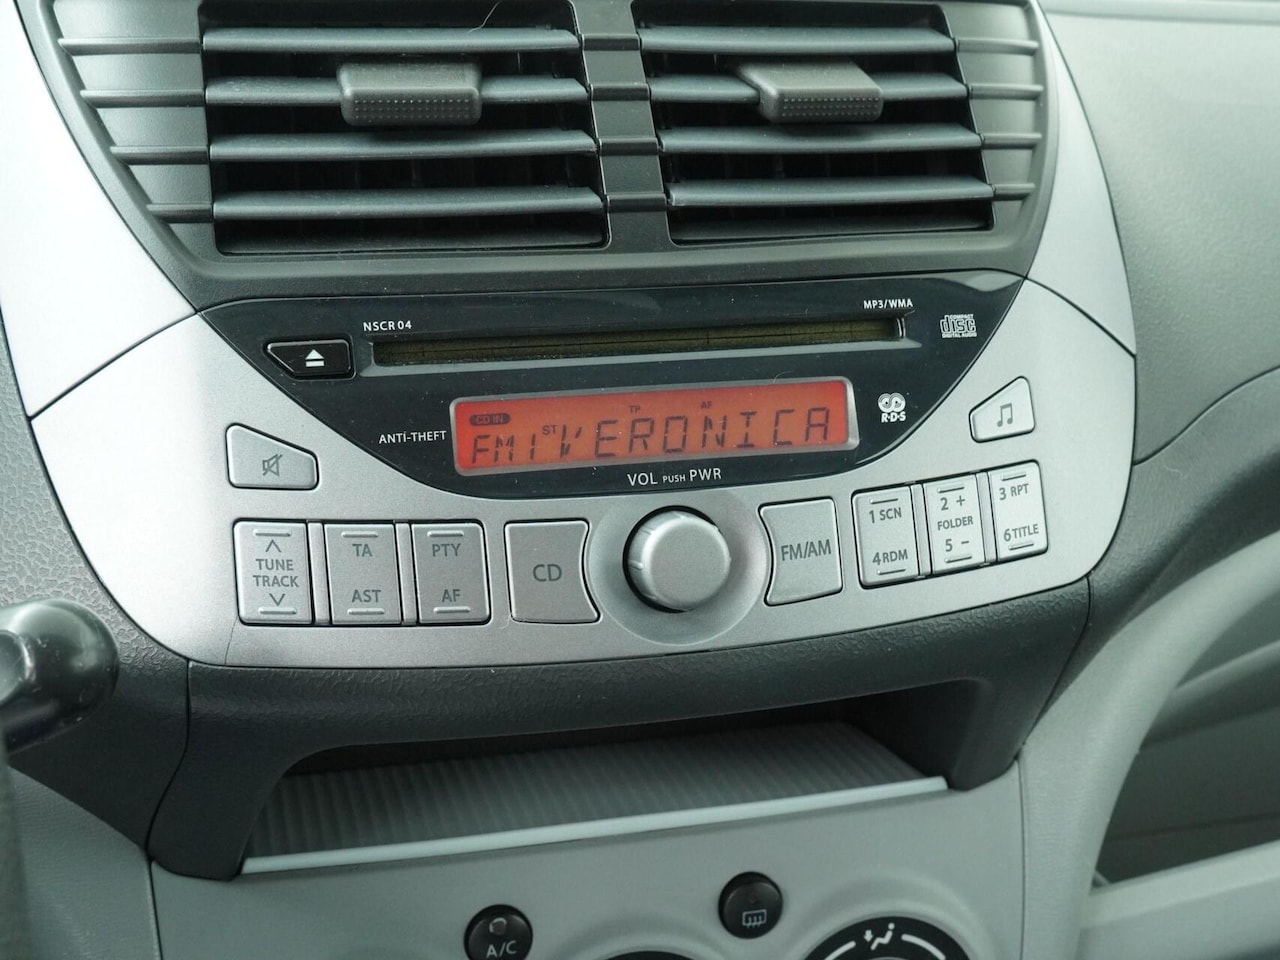 MP3/WMA
NSCR 04
COMPACT
disc
DIGITAL AUDIO
CD IN TP AF
ANTI-THEFT
FM1 ST VERONICA
R·D·S
VOL PUSH PWR
TUNE
TRACK
TA
AST
PTY
AF
CD
FM/AM
1 SCN
4 RDM
2 +
FOLDER
5 -
3 RPT
6 TITLE
A/C